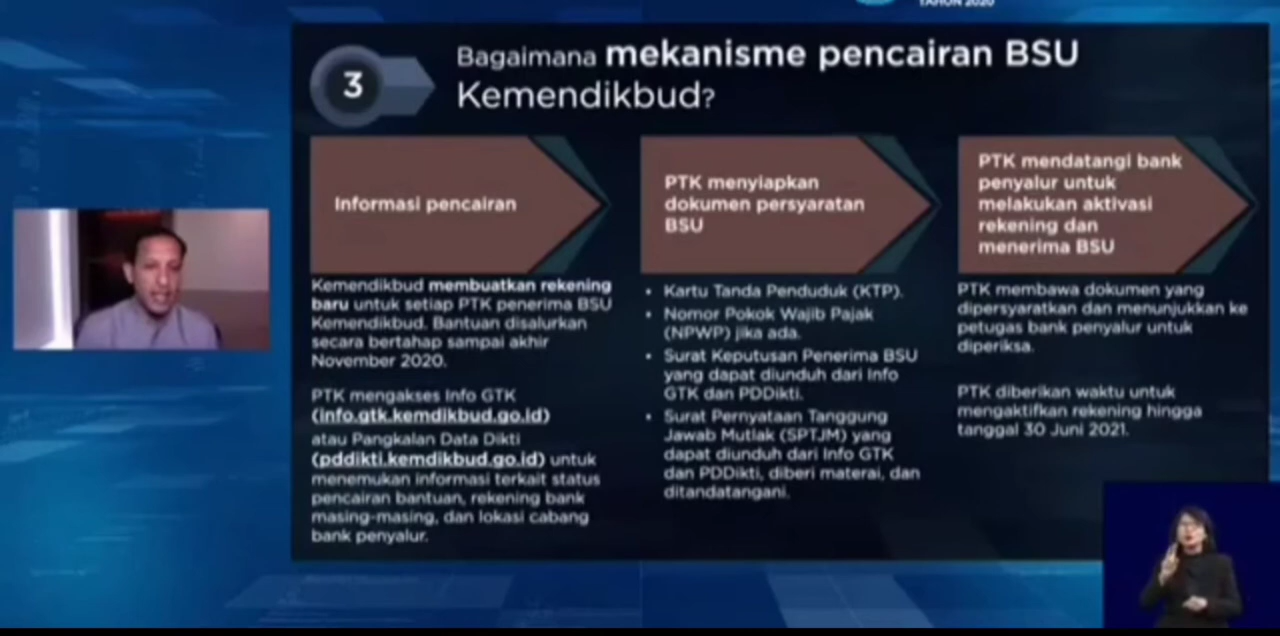 TAHUN 2020
3
Bagaimana mekanisme pencairan BSU
Kemendikbud?
Informasi pencairan
Kemendikbud membuatkan rekening
baru untuk setiap PTK penerima BSU
Kemendikbud. Bantuan disalurkan
secara bertahap sampai akhir
November 2020.
PTK mengakses Info GTK
(info.gtk.kemdikbud.go.id)
atau Pangkalan Data Dikti
(pddikti.kemdikbud.go.id) untuk
menemukan informasi terkait status
pencairan bantuan, rekening bank
masing-masing, dan lokasi cabang
bank penyalur.
PTK menyiapkan
dokumen persyaratan
BSU
• Kartu Tanda Penduduk (KTP).
• Nomor Pokok Wajib Pajak
(NPWP) jika ada.
• Surat Keputusan Penerima BSU
yang dapat diunduh dari Info
GTK dan PDDikti.
• Surat Pernyataan Tanggung
Jawab Mutlak (SPTJM) yang
dapat diunduh dari Info GTK
dan PDDikti, diberi materai, dan
ditandatangani.
PTK mendatangi bank
penyalur untuk
melakukan aktivasi
rekening dan
menerima BSU
PTK membawa dokumen yang
dipersyaratkan dan menunjukkan ke
petugas bank penyalur untuk
diperiksa.
PTK diberikan waktu untuk
mengaktifkan rekening hingga
tanggal 30 Juni 2021.